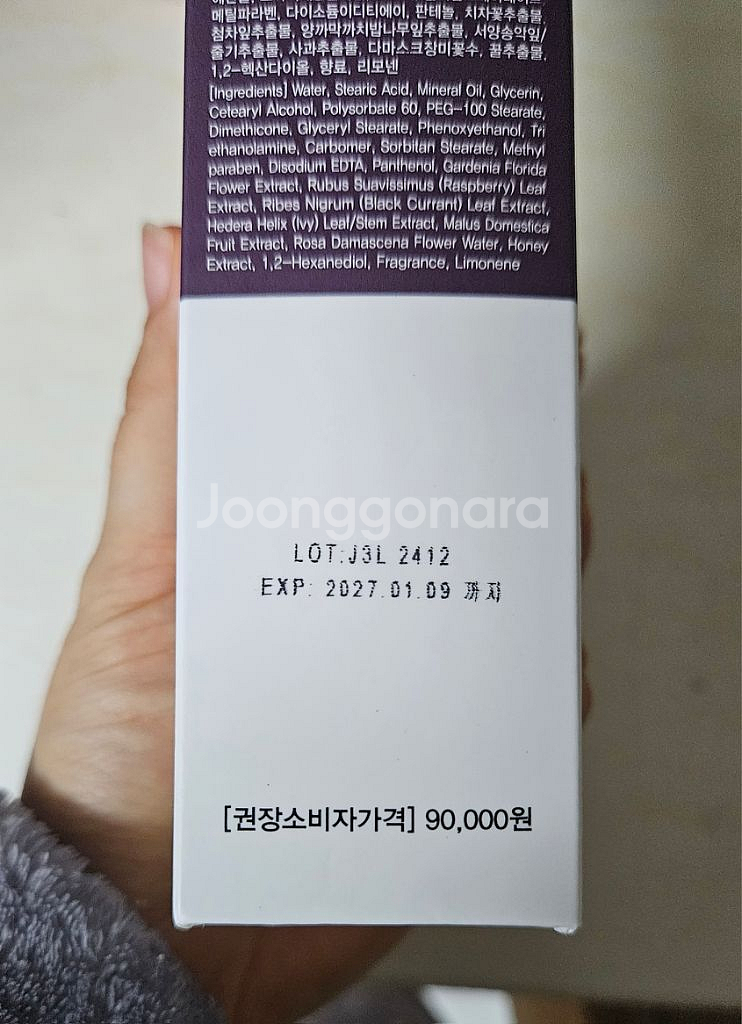 메틸파라벤, 다이소듐이디티에이, 판테놀, 치자꽃추출물,
첨차잎추출물, 양까막까치밥나무잎추출물, 서양송악잎/
줄기추출물, 사과추출물, 다마스크장미꽃수, 꿀추출물,
1,2-헥산다이올, 향료, 리모넨
[Ingredients] Water, Stearic Acid, Mineral Oil, Glycerin,
Cetearyl Alcohol, Polysorbate 60, PEG-100 Stearate,
Dimethicone, Glyceryl Stearate, Phenoxyethanol, Tri
ethanolamine, Carbomer, Sorbitan Stearate, Methyl
paraben, Disodium EDTA, Panthenol, Gardenia Florida
Flower Extract, Rubus Suavissimus (Raspberry) Leaf
Extract, Ribes Nigrum (Black Currant) Leaf Extract,
Hedera Helix (Ivy) Leaf/Stem Extract, Malus Domestica
Fruit Extract, Rosa Damascena Flower Water, Honey
Extract, 1,2-Hexanediol, Fragrance, Limonene
Joonggonara
LOT:J3L 2412
EXP: 2027.01.09 까지
[권장소비자가격] 90,000원